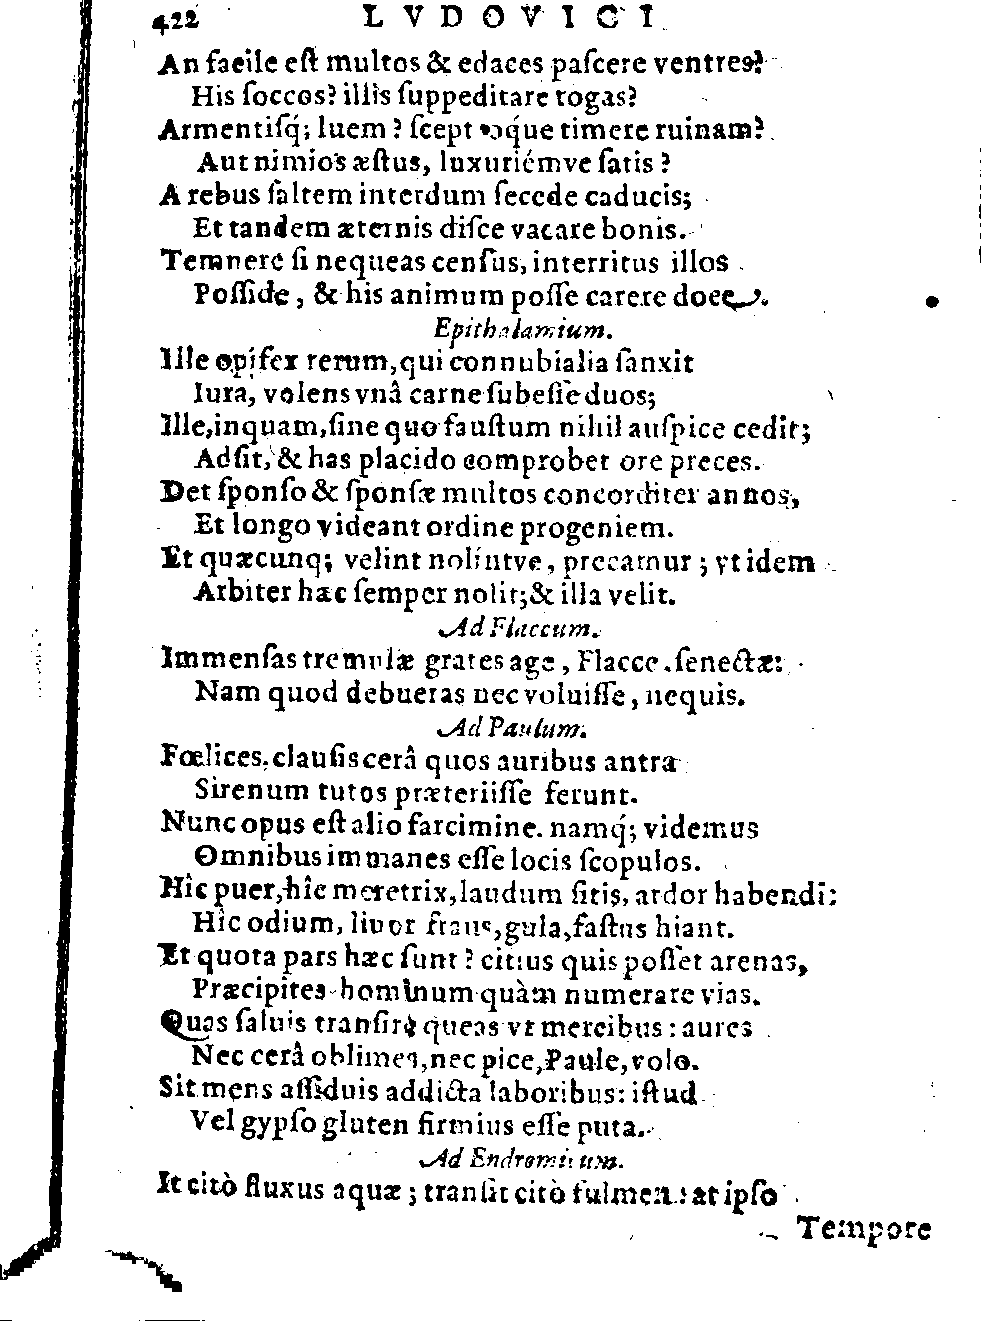 422 LVDOVICI
An facile eſt multos & edaces paſcere ventres?
His ſoccos? illis ſuppeditare togas?
Armentiſq́; luem? timere ruinam?
Aut nimios æſtus, luxuriémve ſatis?
A rebus ſaltem interdum ſecede caducis;
Et tandem æternis diſce vacare bonis.
Temnere ſi nequeas cenſus, interritus illos
Poſſide, & his animum poſſe carere doce.
Epithalamium.
Ille opifex rerum, qui connubialia ſanxit
Iura, volens vnâ carne ſubeſſe duos;
Ille, inquam, ſine quo fauſtum nihil auſpice cedit;
Adſit, & has placido comprobet ore preces.
Det ſponſo & ſponſæ multos concorditer annos,
Et longo videant ordine progeniem.
Et quæcunq; velint nolíntve, precamur; vt idem
Arbiter hæc ſemper nolit; & illa velit.
Ad Flaccum.
Immenſas tremulæ grates age, Flacce, ſenectæ:
Nam quod debueras nec voluiſſe, nequis.
Ad Paulum.
Fœlices, clauſis cerâ quos auribus antra
Sirenum tutos præteriiſſe ferunt.
Nunc opus eſt alio farcimine. namq́; videmus
Omnibus immanes eſſe locis ſcopulos.
Hîc puer, hîc meretrix, laudum ſitis, ardor habendi:
Hîc odium, liuor fraus, gula, faſtus hiant.
Et quota pars hæc ſunt? citius quis poſſet arenas,
Præcipites hominum quàm numerare vias.
Quas ſaluis tranſire queas vt mercibus: aures
Nec cerâ oblimes, nec pice, Paule, volo.
Sit mens aſſiduis addicta laboribus: iſtud
Vel gypſo gluten firmius eſſe puta.
Ad Endromium.
It citò fluxus aquæ; tranſit citò fulmen: at ipſo
Tempore